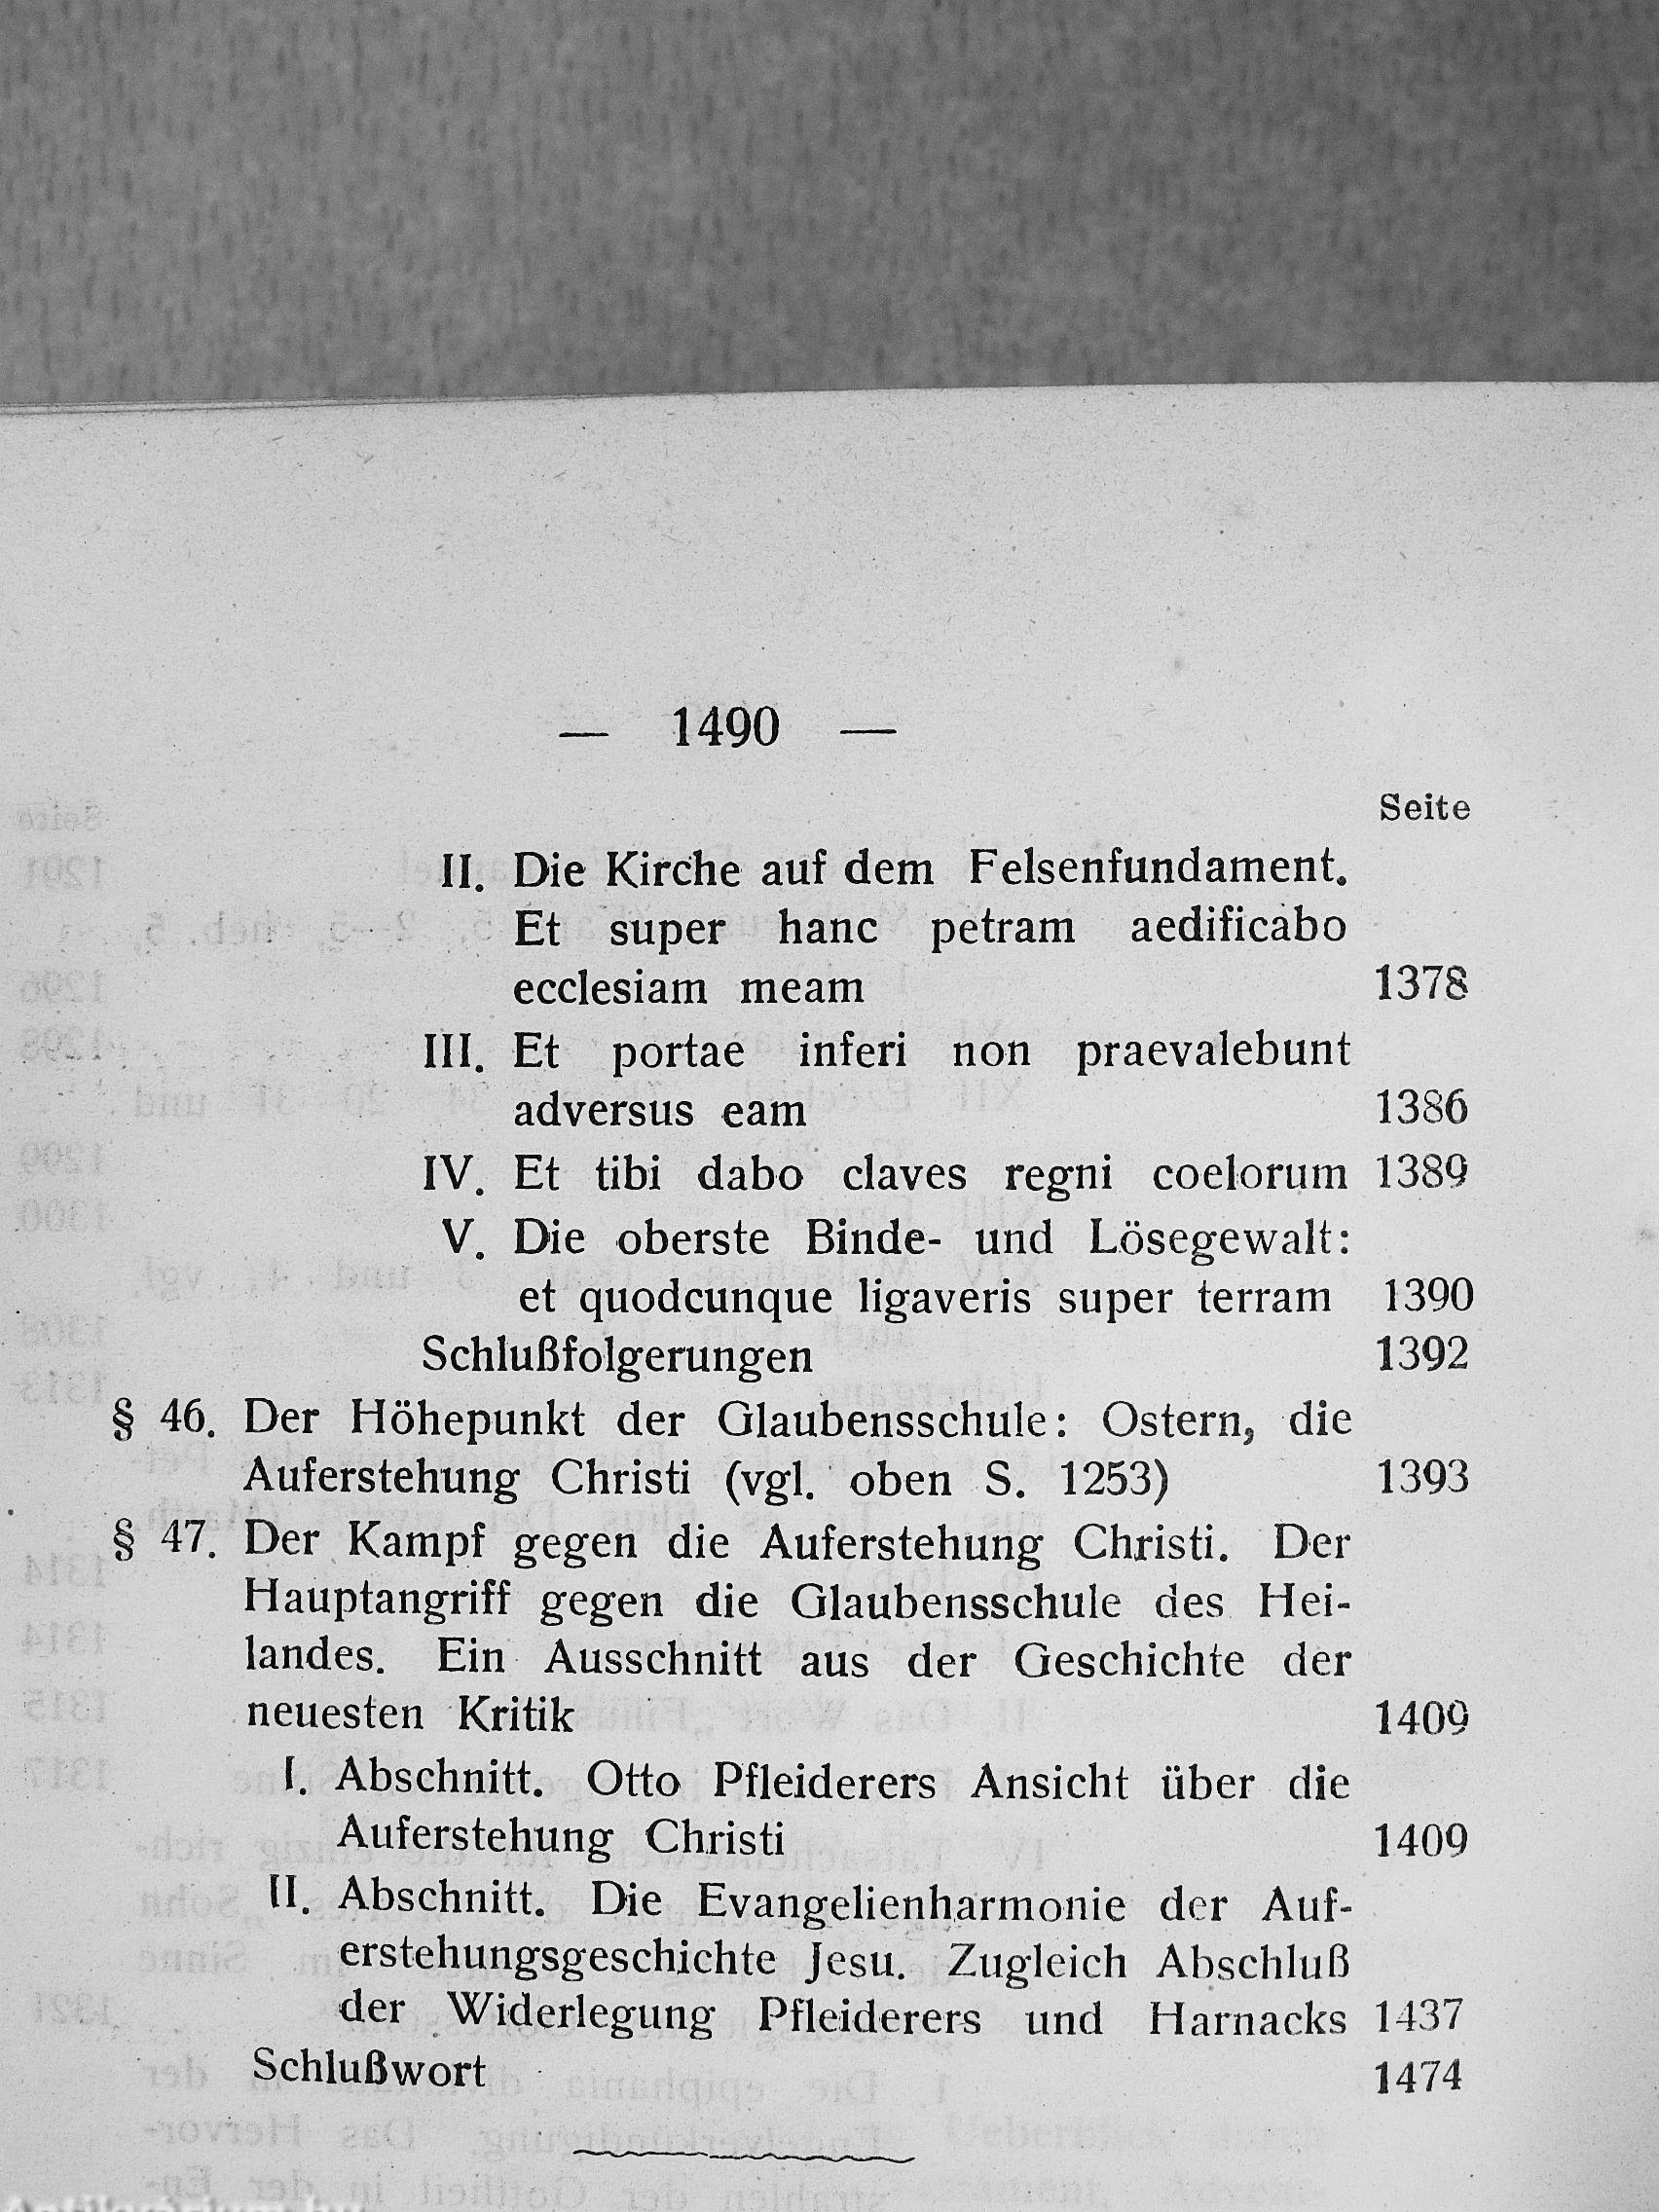 — 1490 —
Seite
II. Die Kirche auf dem Felsenfundament.
Et super hanc petram aedificabo
ecclesiam meam 1378
III. Et portae inferi non praevalebunt
adversus eam 1386
IV. Et tibi dabo claves regni coelorum 1389
V. Die oberste Binde- und Lösegewalt:
et quodcunque ligaveris super terram 1390
Schlußfolgerungen 1392
§ 46. Der Höhepunkt der Glaubensschule: Ostern, die
Auferstehung Christi (vgl. oben S. 1253) 1393
§ 47. Der Kampf gegen die Auferstehung Christi. Der
Hauptangriff gegen die Glaubensschule des Hei-
landes. Ein Ausschnitt aus der Geschichte der
neuesten Kritik 1409
I. Abschnitt. Otto Pfleiderers Ansicht über die
Auferstehung Christi 1409
II. Abschnitt. Die Evangelienharmonie der Auf-
erstehungsgeschichte Jesu. Zugleich Abschluß
der Widerlegung Pfleiderers und Harnacks 1437
Schlußwort 1474